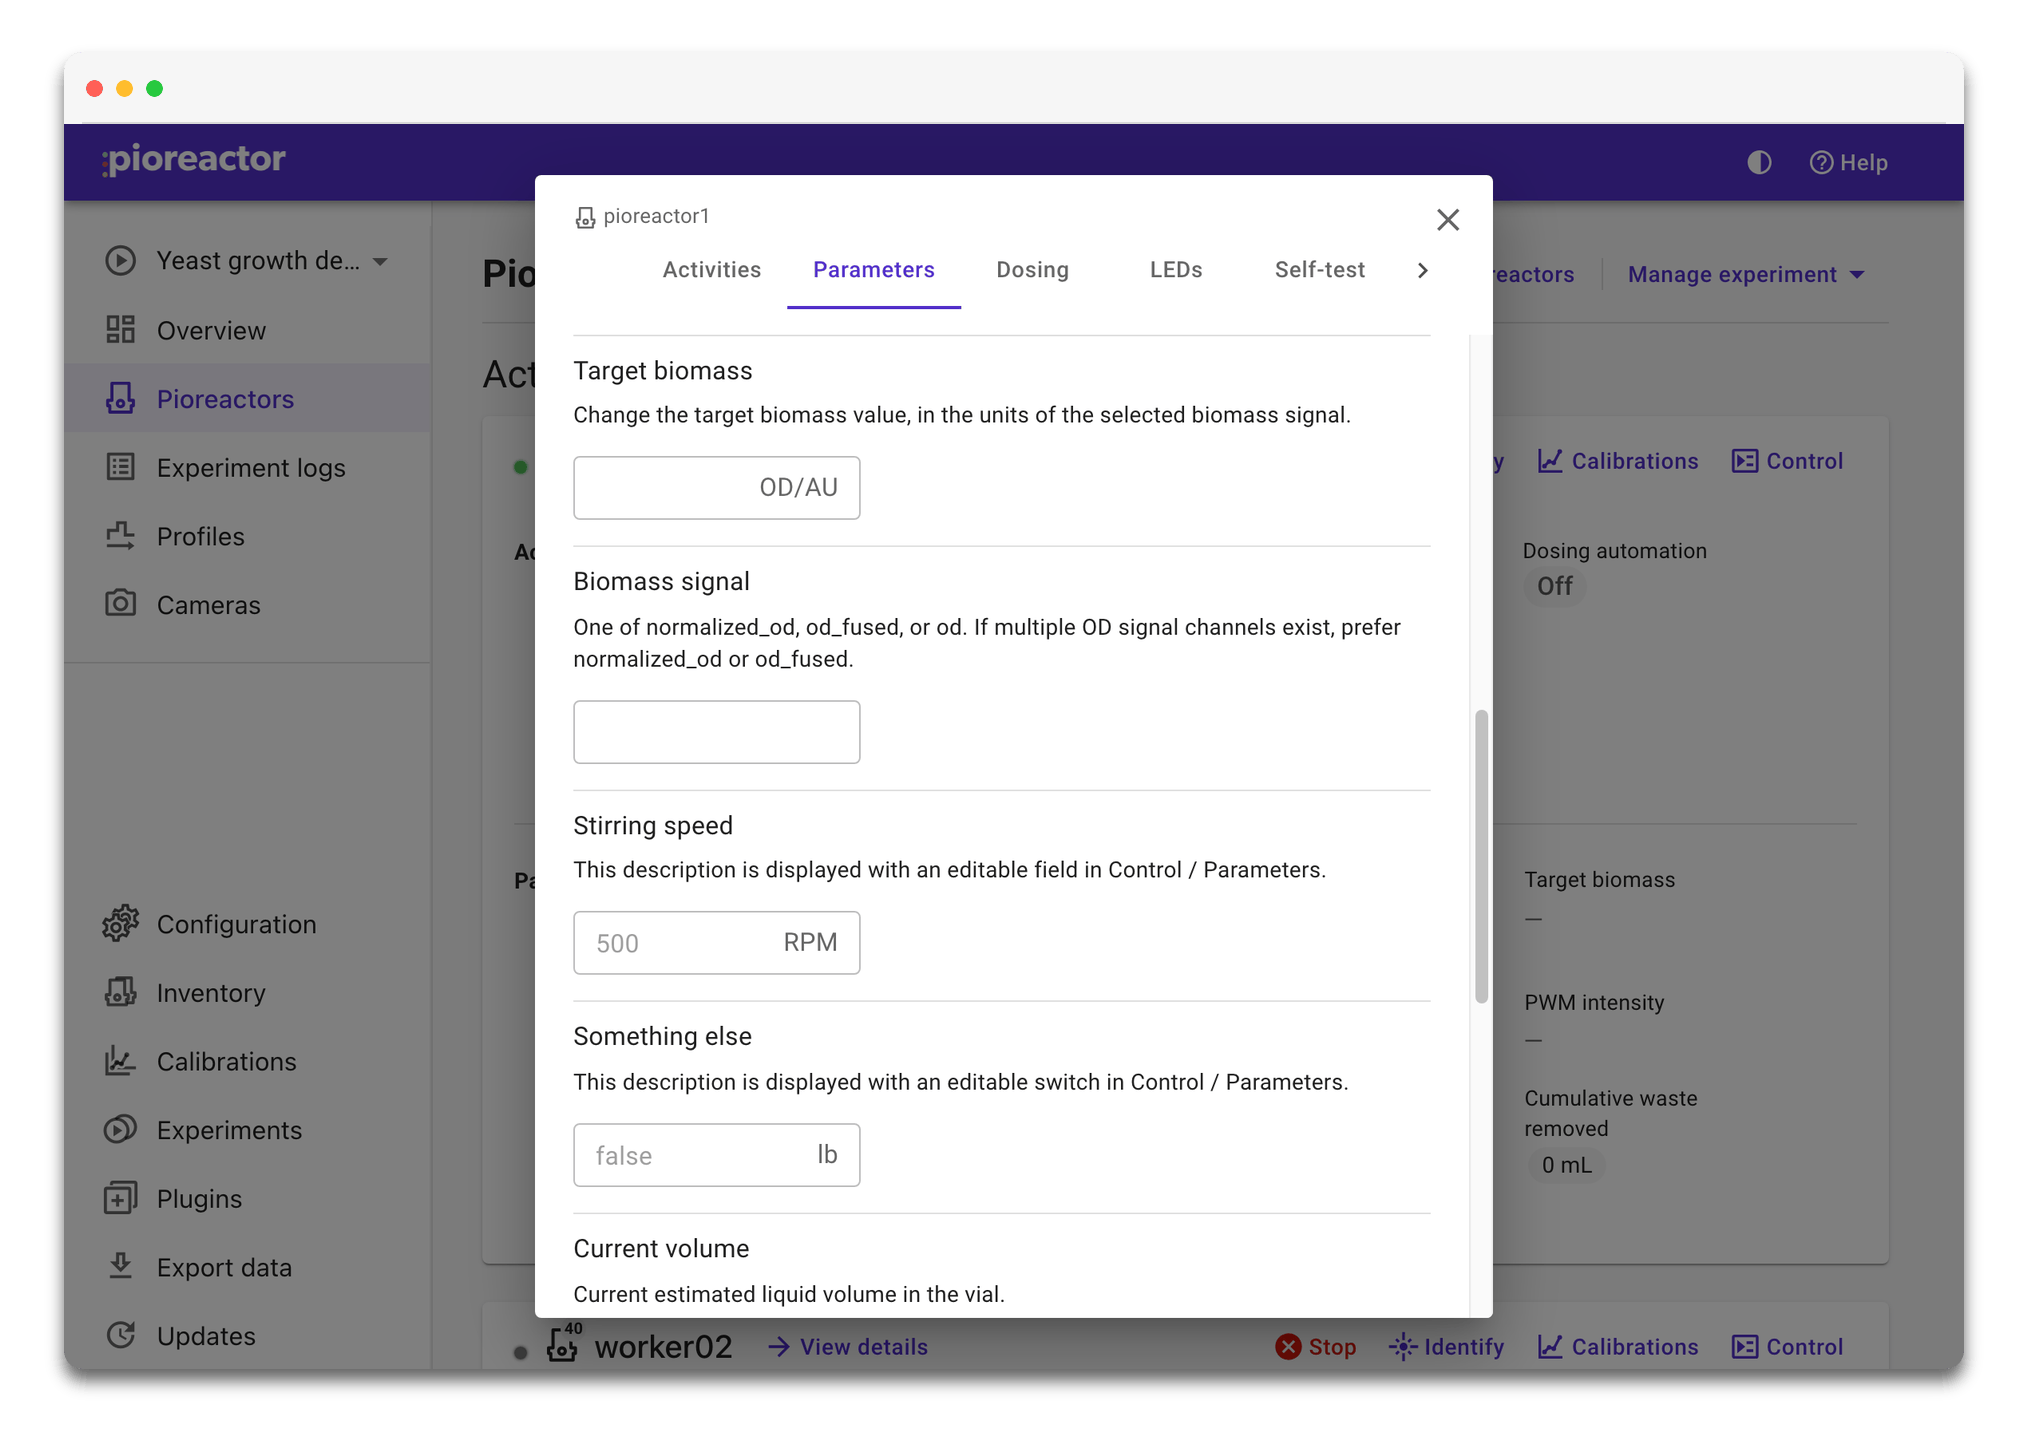 pioreactor
Help
Yeast growth de...
Overview
Pioreactors
Experiment logs
Profiles
Cameras
Configuration
Inventory
Calibrations
Experiments
Plugins
Export data
Updates
Pio
reactors
Manage experiment
Act
y
Calibrations
Control
Ac
Dosing automation
Off
Pa
Target biomass
—
PWM intensity
—
Cumulative waste
removed
0 mL
pioreactor1
Activities
Parameters
Dosing
LEDs
Self-test
Target biomass
Change the target biomass value, in the units of the selected biomass signal.
OD/AU
Biomass signal
One of normalized_od, od_fused, or od. If multiple OD signal channels exist, prefer
normalized_od or od_fused.
Stirring speed
This description is displayed with an editable field in Control / Parameters.
500 RPM
Something else
This description is displayed with an editable switch in Control / Parameters.
false lb
Current volume
Current estimated liquid volume in the vial.
40
worker02
View details
Stop
Identify
Calibrations
Control